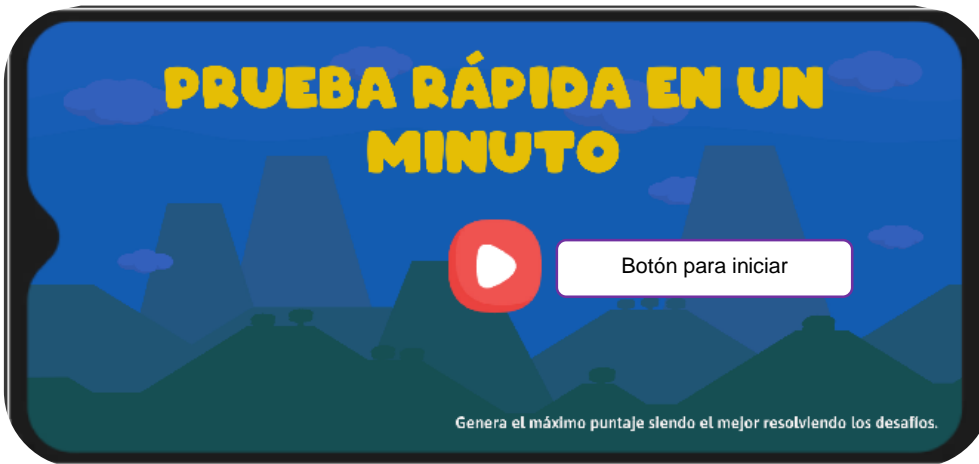 PRUEBA RÁPIDA EN UN
MINUTO
Botón para iniciar
Genera el máximo puntaje siendo el mejor resolviendo los desafíos.